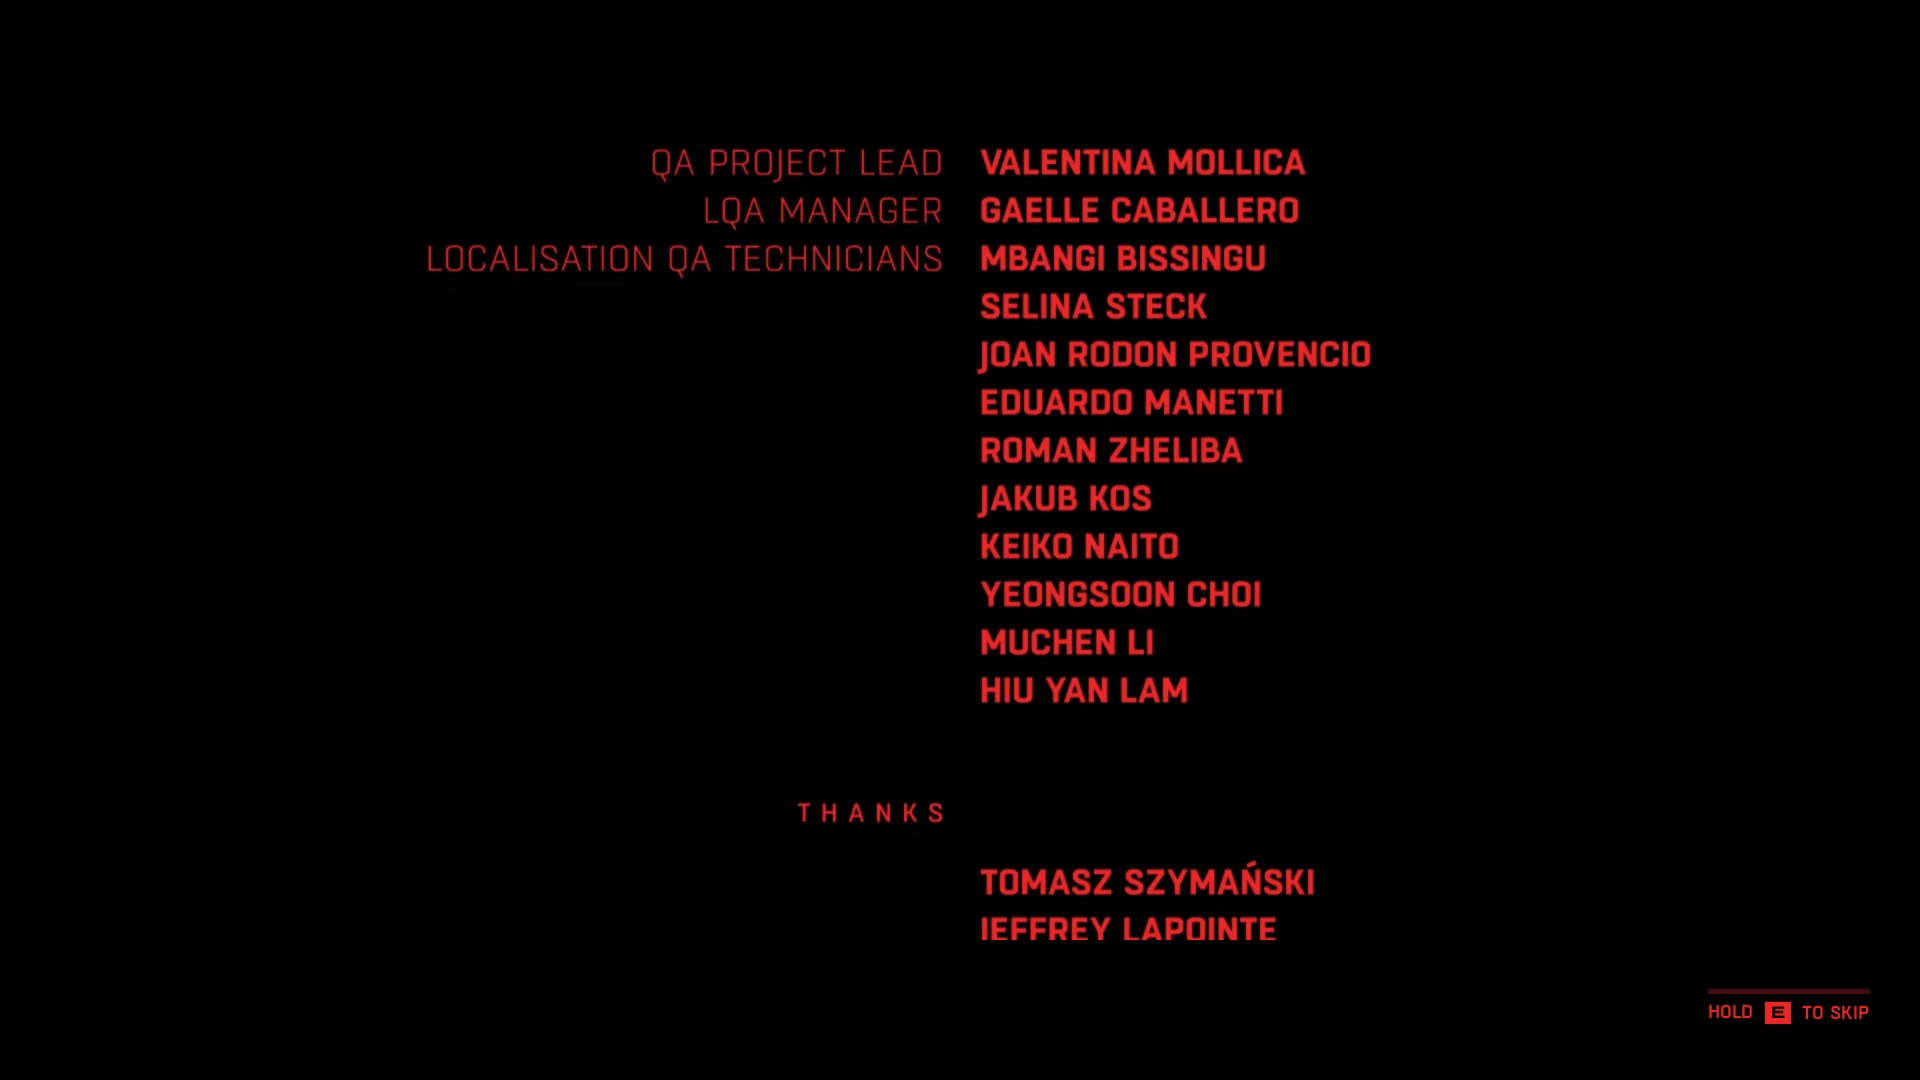 QA PROJECT LEAD VALENTINA MOLLICA
LQA MANAGER GAELLE CABALLERO
LOCALISATION QA TECHNICIANS MBANGI BISSINGU
SELINA STECK
JOAN RODON PROVENCIO
EDUARDO MANETTI
ROMAN ZHELIBA
JAKUB KOS
KEIKO NAITO
YEONGSOON CHOI
MUCHEN LI
HIU YAN LAM
THANKS
TOMASZ SZYMAŃSKI
JEFFREY LAPOINTE
HOLD E TO SKIP